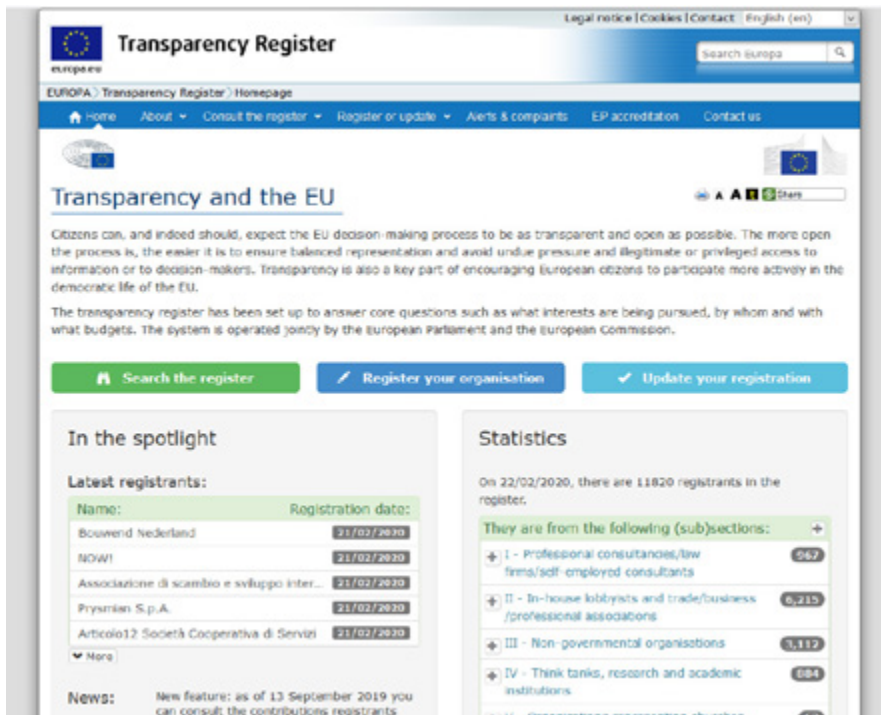 Legal notice | Cookies | Contact English (en)
Transparency Register
europa.eu
Search Europa
EUROPA > Transparency Register > Homepage
Home About Consult the register Register or update Alerts & complaints EP accreditation Contact us
Transparency and the EU
A A Share
Citizens can, and indeed should, expect the EU decision-making process to be as transparent and open as possible. The more open
the process is, the easier it is to ensure balanced representation and avoid undue pressure and illegitimate or privileged access to
information or to decision-makers. Transparency is also a key part of encouraging European citizens to participate more actively in the
democratic life of the EU.
The transparency register has been set up to answer core questions such as what interests are being pursued, by whom and with
what budgets. The system is operated jointly by the European Parliament and the European Commission.
Search the register
Register your organisation
Update your registration
In the spotlight
Latest registrants:
Name: Registration date:
Bouwend Nederland 21/02/2020
NOW! 21/02/2020
Associazione di scambio e sviluppo inter... 21/02/2020
Prysmian S.p.A. 21/02/2020
Articolo12 Società Cooperativa di Servizi 21/02/2020
More
News: New feature: as of 13 September 2019 you
can consult the contributions registrants
Statistics
On 22/02/2020, there are 11820 registrants in the
register.
They are from the following (sub)sections: +
+ I - Professional consultancies/law 967
firms/self-employed consultants
+ II - In-house lobbyists and trade/business 6,215
/professional associations
+ III - Non-governmental organisations 3,112
+ IV - Think tanks, research and academic 884
institutions